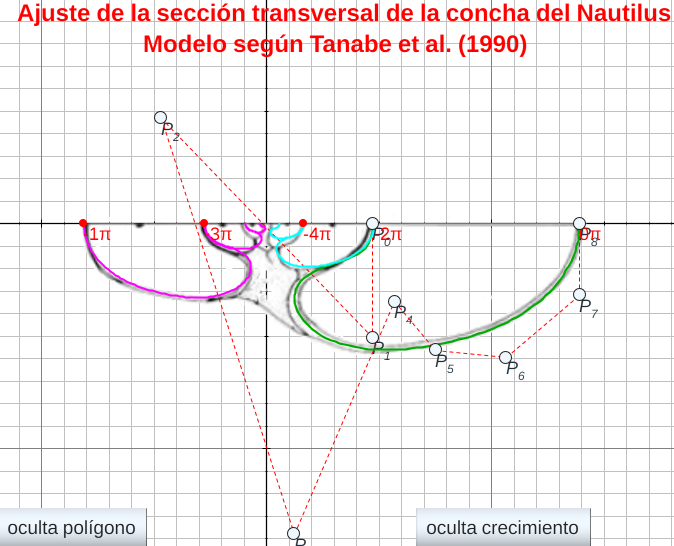 Ajuste de la sección transversal de la concha del Nautilus
Modelo según Tanabe et al. (1990)
P2
1π
3π
-4π
P0
-2π
P8
P4
P7
P1
P5
P6
P
oculta polígono
oculta crecimiento